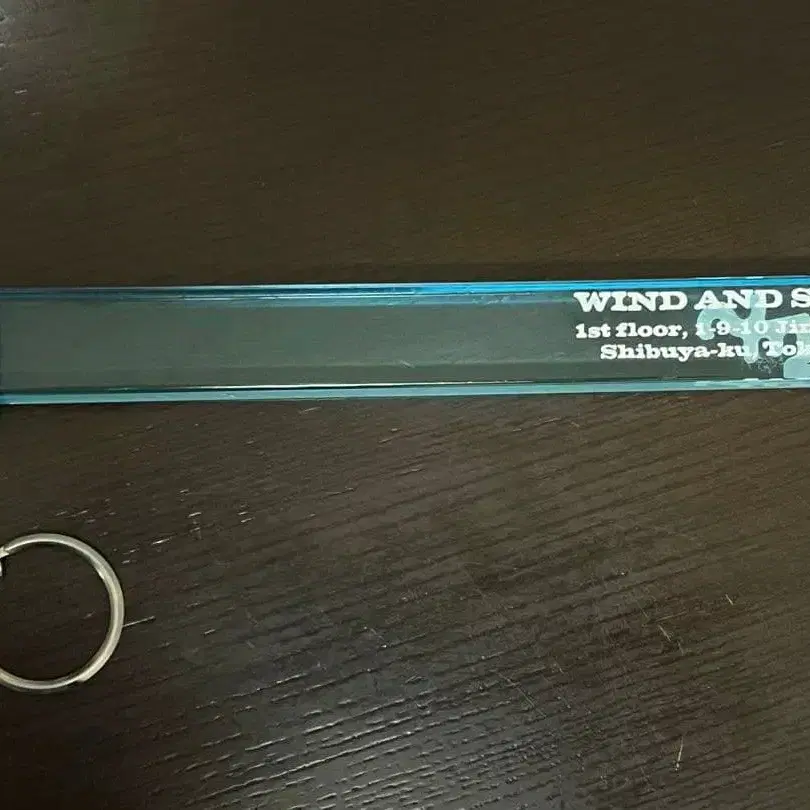 WIND AND S
1st floor, 1-9-10 Jin
Shibuya-ku, Tok